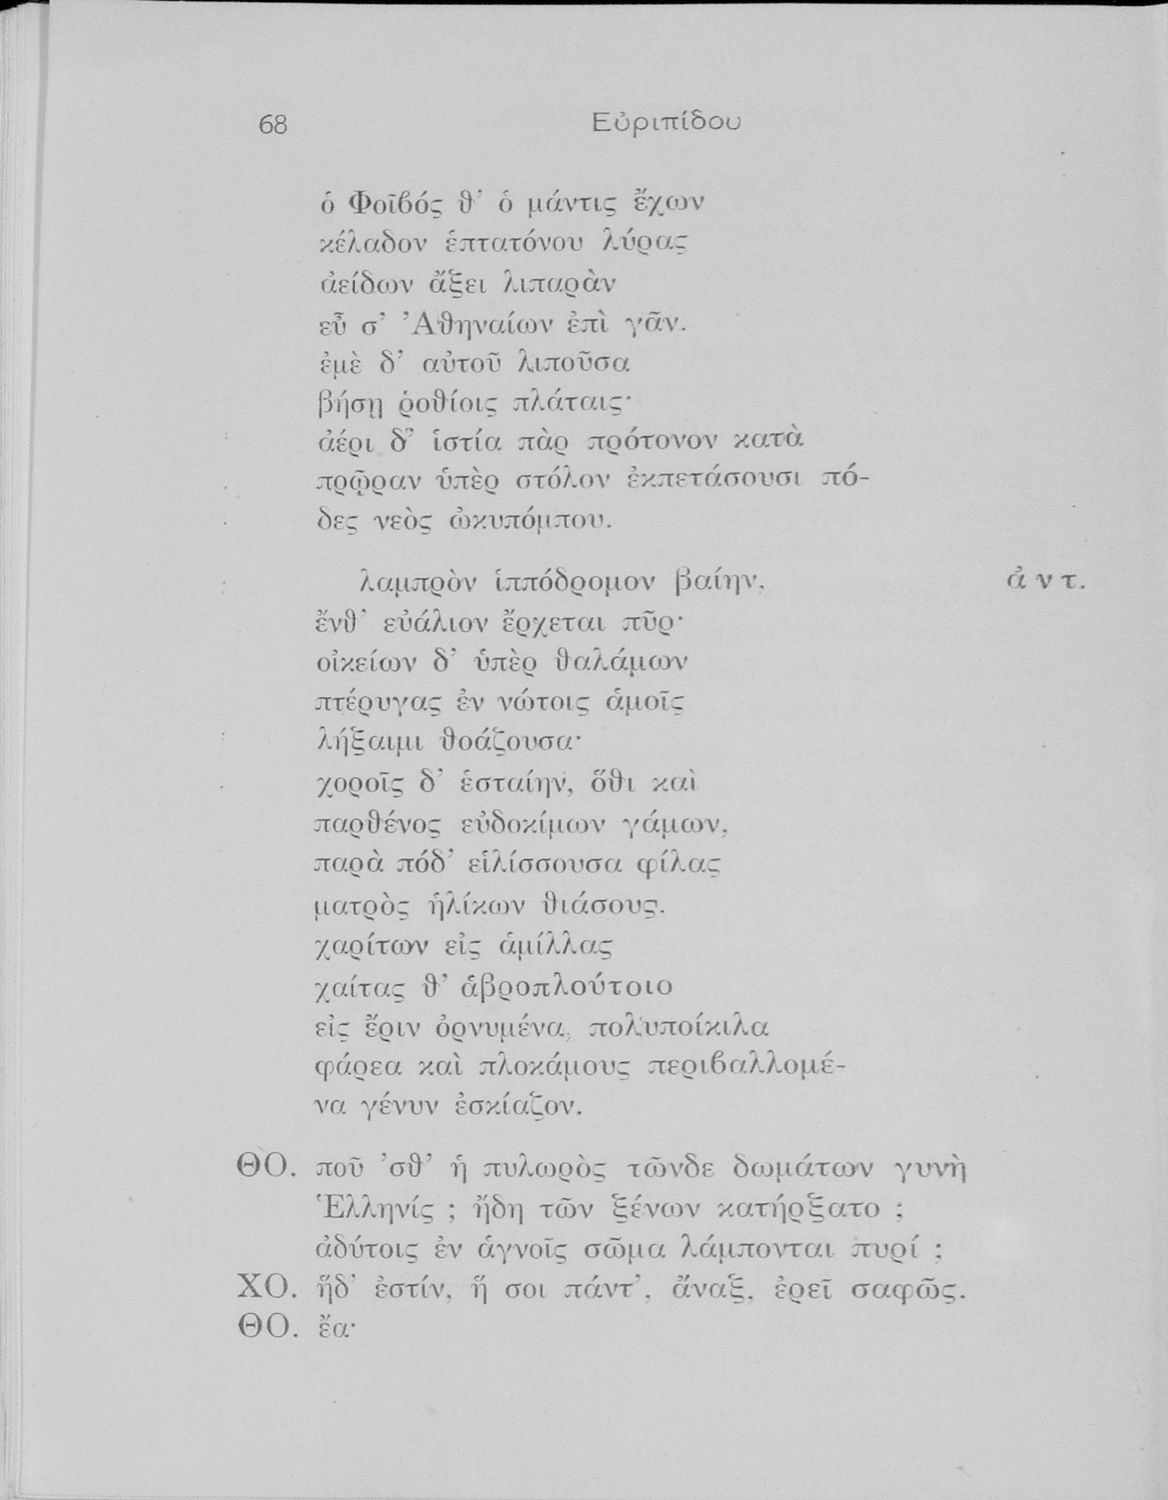 68 Εὐριπίδου
ὁ Φοῖβός θ' ὁ μάντις ἔχων
κέλαδον ἑπτατόνου λύρας
ἀείδων ἄξει λιπαρὰν
εὖ σ' Ἀθηναίων ἐπὶ γᾶν.
ἐμὲ δ' αὐτοῦ λιποῦσα
βήσῃ ῥοθίοις πλάταις·
ἀέρι δ' ἱστία πὰρ πρότονον κατὰ
πρῷραν ὑπὲρ στόλον ἐκπετάσουσι πό-
δες νεὸς ὠκυπόμπου.
λαμπρὸν ἱππόδρομον βαίην, ἀντ.
ἔνθ' εὐάλιον ἔρχεται πῦρ·
οἰκείων δ' ὑπὲρ θαλάμων
πτέρυγας ἐν νώτοις ἁμοῖς
λήξαιμι θοάζουσα·
χοροῖς δ' ἑσταίην, ὅθι καὶ
παρθένος εὐδοκίμων γάμων,
παρὰ πόδ' εἱλίσσουσα φίλας
ματρὸς ἡλίκων θιάσους,
χαρίτων εἰς ἁμίλλας
χαίτας θ' ἁβροπλούτοιο
εἰς ἔριν ὀρνυμένα, πολυποίκιλα
φάρεα καὶ πλοκάμους περιβαλλομέ-
να γένυν ἐσκίαζον.
ΘΟ. ποῦ 'σθ' ἡ πυλωρὸς τῶνδε δωμάτων γυνὴ
Ἑλληνίς ; ἤδη τῶν ξένων κατήρξατο ;
ἀδύτοις ἐν ἁγνοῖς σῶμα λάμπονται πυρί ;
ΧΟ. ἥδ' ἐστίν, ἥ σοι πάντ', ἄναξ, ἐρεῖ σαφῶς.
ΘΟ. ἔα·